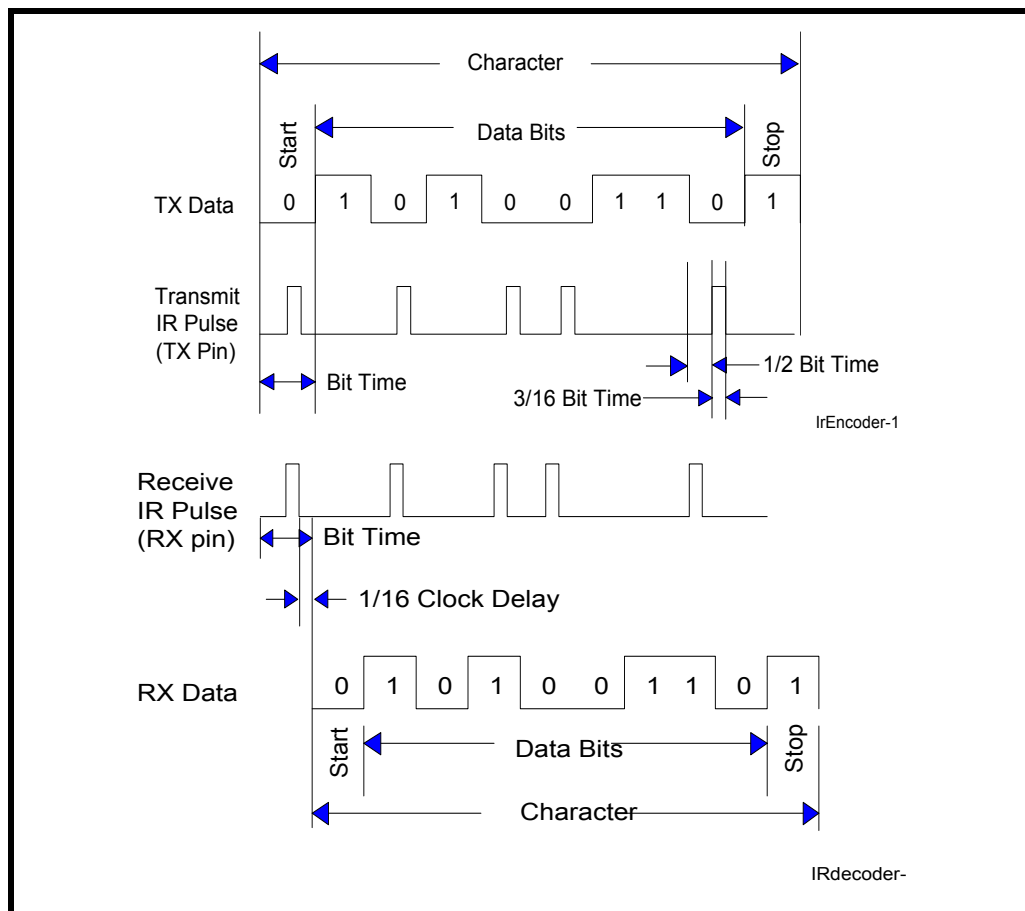 Character
Start
Data Bits
Stop
TX Data
0 1 0 1 0 0 1 1 0 1
Transmit
IR Pulse
(TX Pin)
Bit Time
1/2 Bit Time
3/16 Bit Time
IrEncoder-1
Receive
IR Pulse
(RX pin)
Bit Time
1/16 Clock Delay
RX Data
0 1 0 1 0 0 1 1 0 1
Start
Data Bits
Stop
Character
IRdecoder-